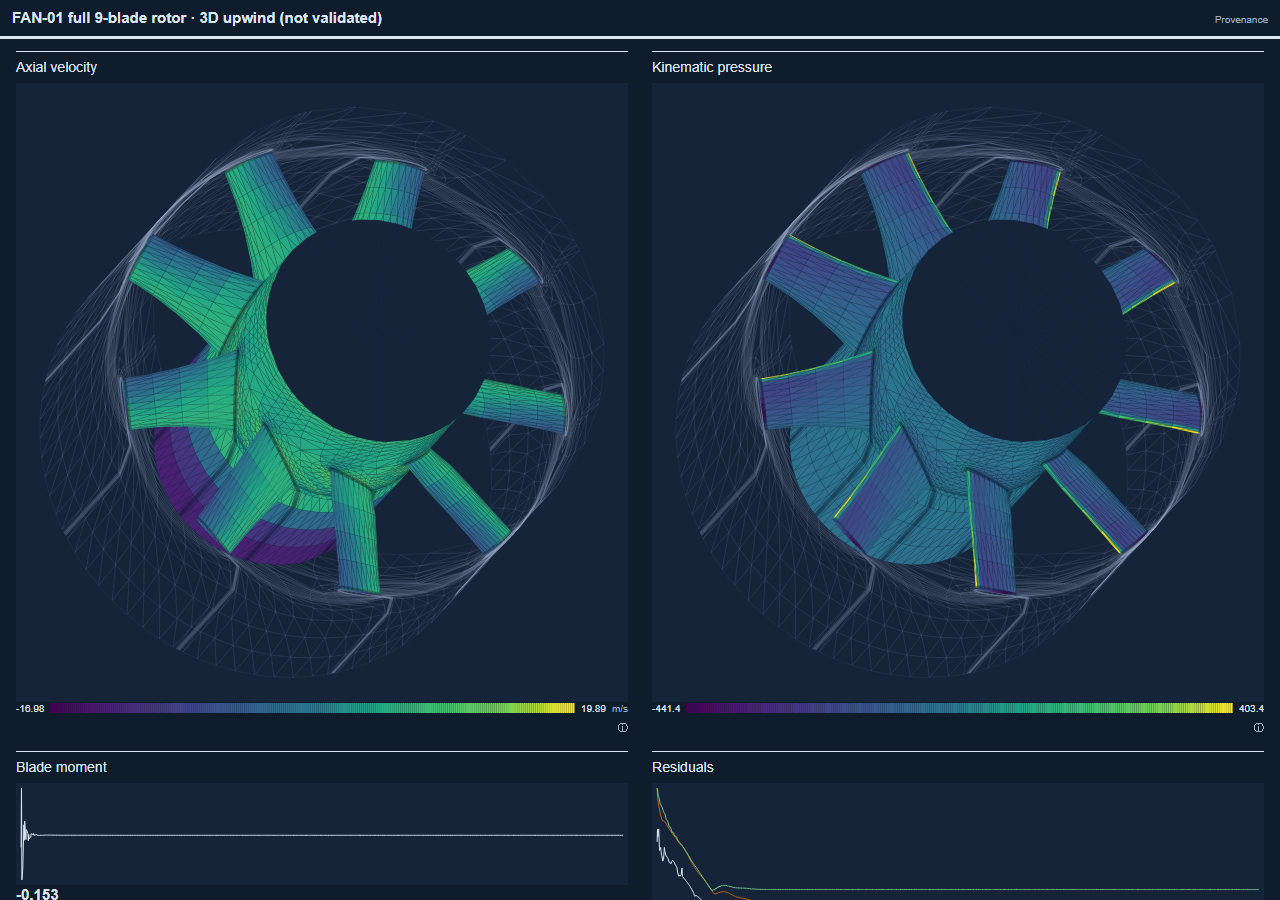 FAN-01 full 9-blade rotor · 3D upwind (not validated)
Provenance
Axial velocity
Kinematic pressure
-16.98
19.89 m/s
-441.4
403.4
ⓘ
ⓘ
Blade moment
Residuals
-0.153